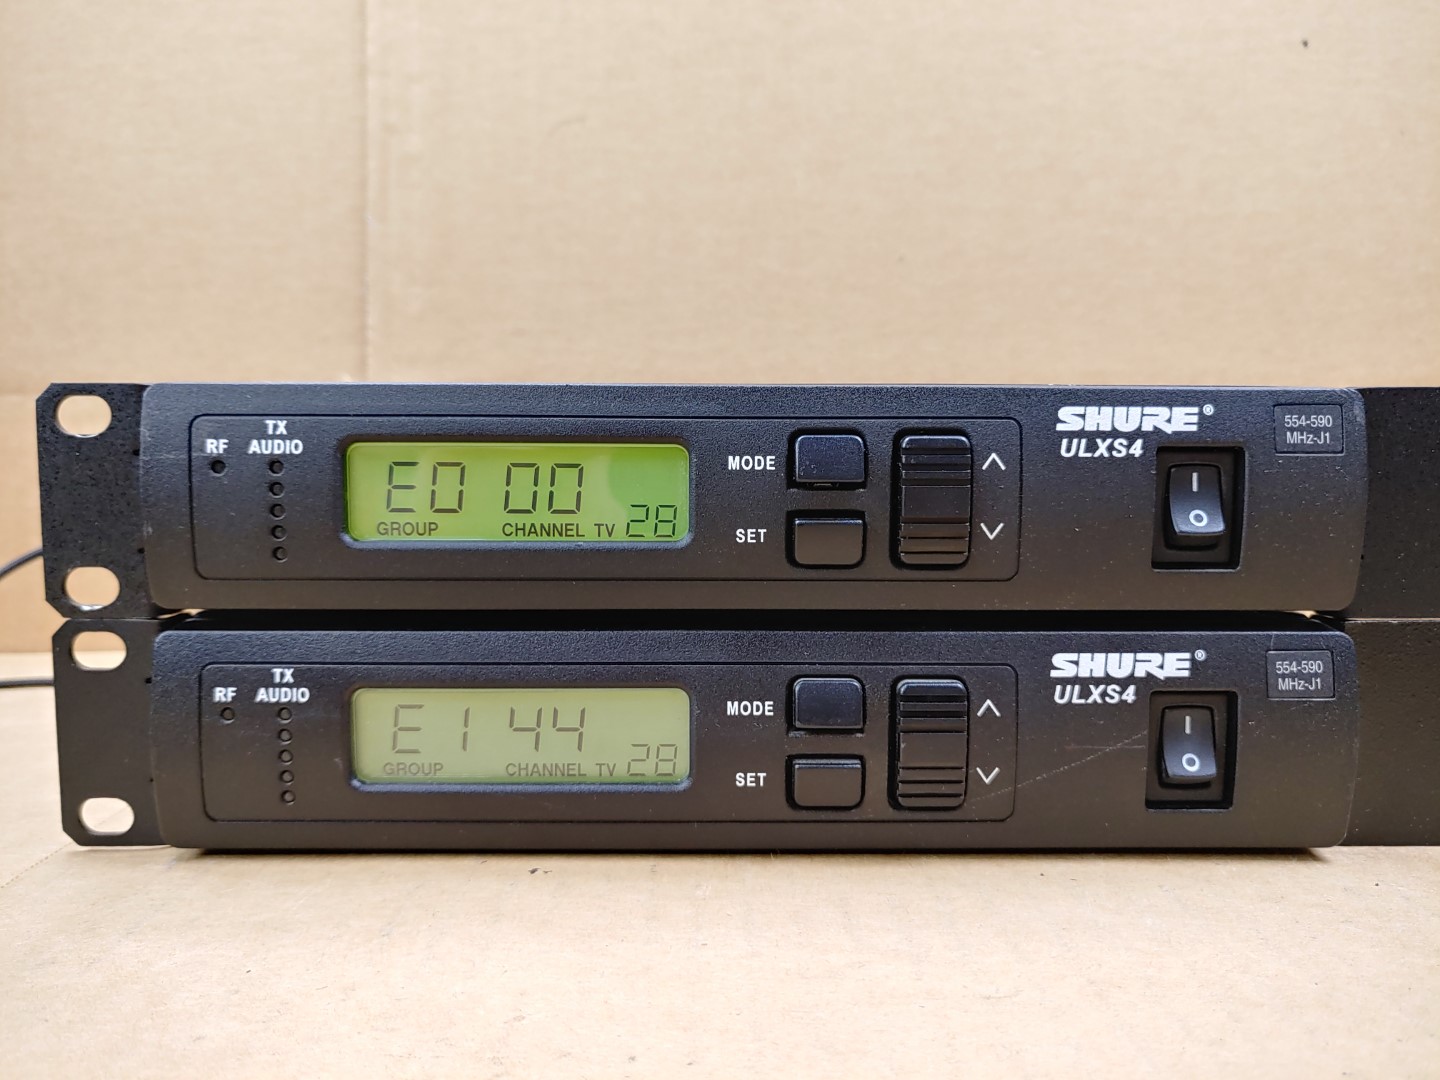 RF
TX
AUDIO
E0 00
GROUP CHANNEL TV 28
MODE
SET
SHURE®
ULXS4
554-590
MHz-J1
I
O
RF
TX
AUDIO
E1 44
GROUP CHANNEL TV 28
MODE
SET
SHURE®
ULXS4
554-590
MHz-J1
I
O